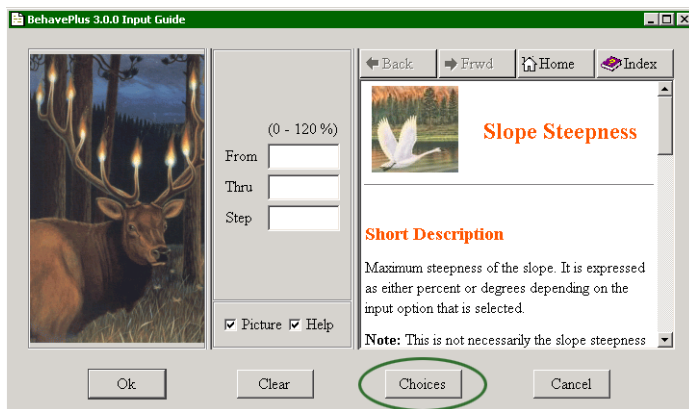 BehavePlus 3.0.0 Input Guide
Back Frwd Home Index
(0 - 120 %)
From
Thru
Step
Picture Help
Slope Steepness
Short Description
Maximum steepness of the slope. It is expressed
as either percent or degrees depending on the
input option that is selected.
Note: This is not necessarily the slope steepness
Ok Clear Choices Cancel